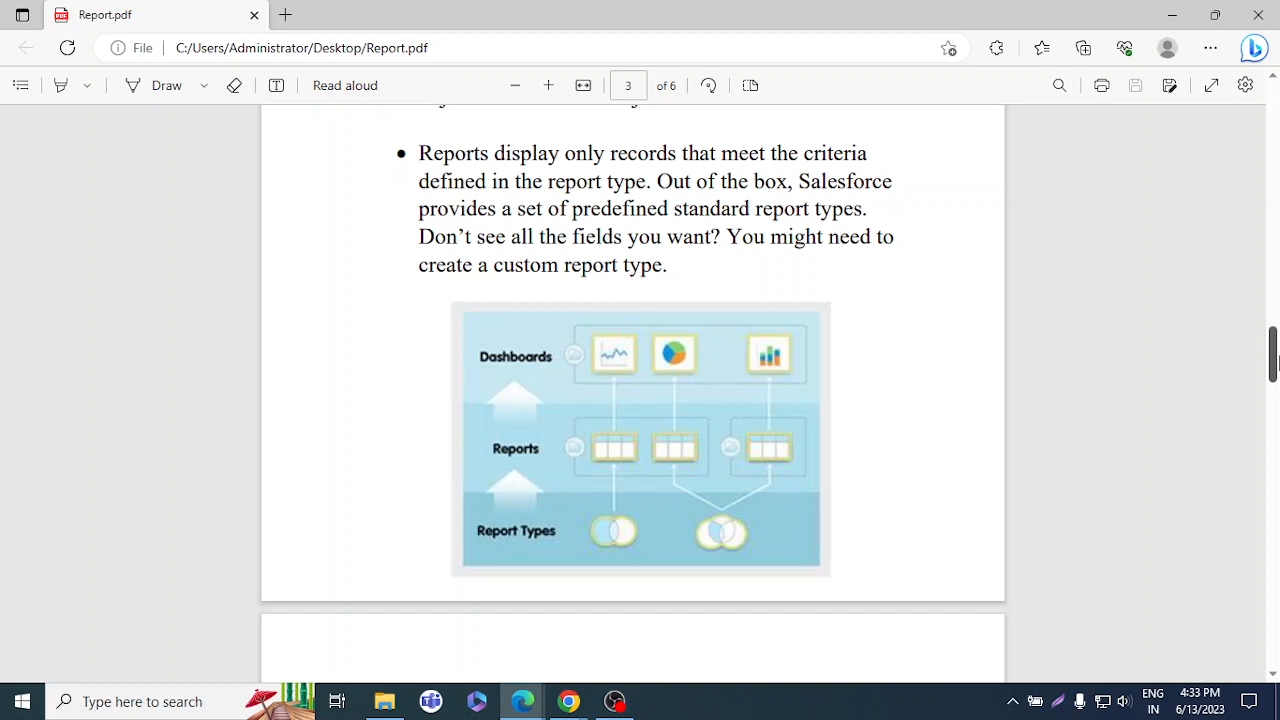 Report.pdf
File
C:/Users/Administrator/Desktop/Report.pdf
Draw
Read aloud
3
of 6
• Reports display only records that meet the criteria
defined in the report type. Out of the box, Salesforce
provides a set of predefined standard report types.
Don’t see all the fields you want? You might need to
create a custom report type.
Dashboards
Reports
Report Types
Type here to search
ENG
IN
4:33 PM
6/13/2023